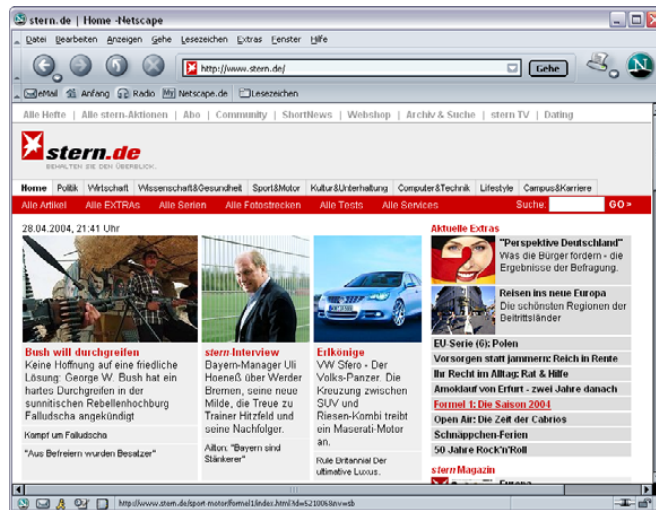 stern.de | Home - Netscape
Datei Bearbeiten Anzeigen Gehe Lesezeichen Extras Fenster Hilfe
http://www.stern.de/ Gehe
eMail Anfang Radio My Netscape.de Lesezeichen
Alle Hefte | Alle stern-Aktionen | Abo | Community | ShortNews | Webshop | Archiv & Suche | stern TV | Dating
stern.de
BEHALTEN SIE DEN ÜBERBLICK.
Home Politik Wirtschaft Wissenschaft&Gesundheit Sport&Motor Kultur&Unterhaltung Computer&Technik Lifestyle Campus&Karriere
Alle Artikel Alle EXTRAs Alle Serien Alle Fotostrecken Alle Tests Alle Services Suche: GO»
28.04.2004, 21:41 Uhr
Bush will durchgreifen
Keine Hoffnung auf eine friedliche
Lösung: George W. Bush hat ein
hartes Durchgreifen in der
sunnitischen Rebellenhochburg
Falludscha angekündigt
Kampf um Falludscha
"Aus Befreiern wurden Besatzer"
stern-Interview
Bayern-Manager Uli
Hoeneß über Werder
Bremen, seine neue
Milde, die Treue zu
Trainer Hitzfeld und
seine Nachfolger.
Ailton: "Bayern sind
Stänkerer"
Erlkönige
VW Sfero - Der
Volks-Panzer. Die
Kreuzung zwischen
SUV und
Riesen-Kombi treibt
ein Maserati-Motor
an.
Rule Britannia! Der
ultimative Luxus.
Aktuelle Extras
"Perspektive Deutschland"
Was die Bürger fordern - die
Ergebnisse der Befragung.
Reisen ins neue Europa
Die schönsten Regionen der
Beitrittsländer
EU-Serie (6): Polen
Vorsorgen statt jammern: Reich in Rente
Ihr Recht im Alltag: Rat & Hilfe
Amoklauf von Erfurt - zwei Jahre danach
Formel 1: Die Saison 2004
Open Air: Die Zeit der Cabrios
Schnäppchen-Ferien
50 Jahre Rock'n'Roll
stern Magazin
Europa
http://www.stern.de/sport-motor/formel1/index.html?id=521006&nv=sb